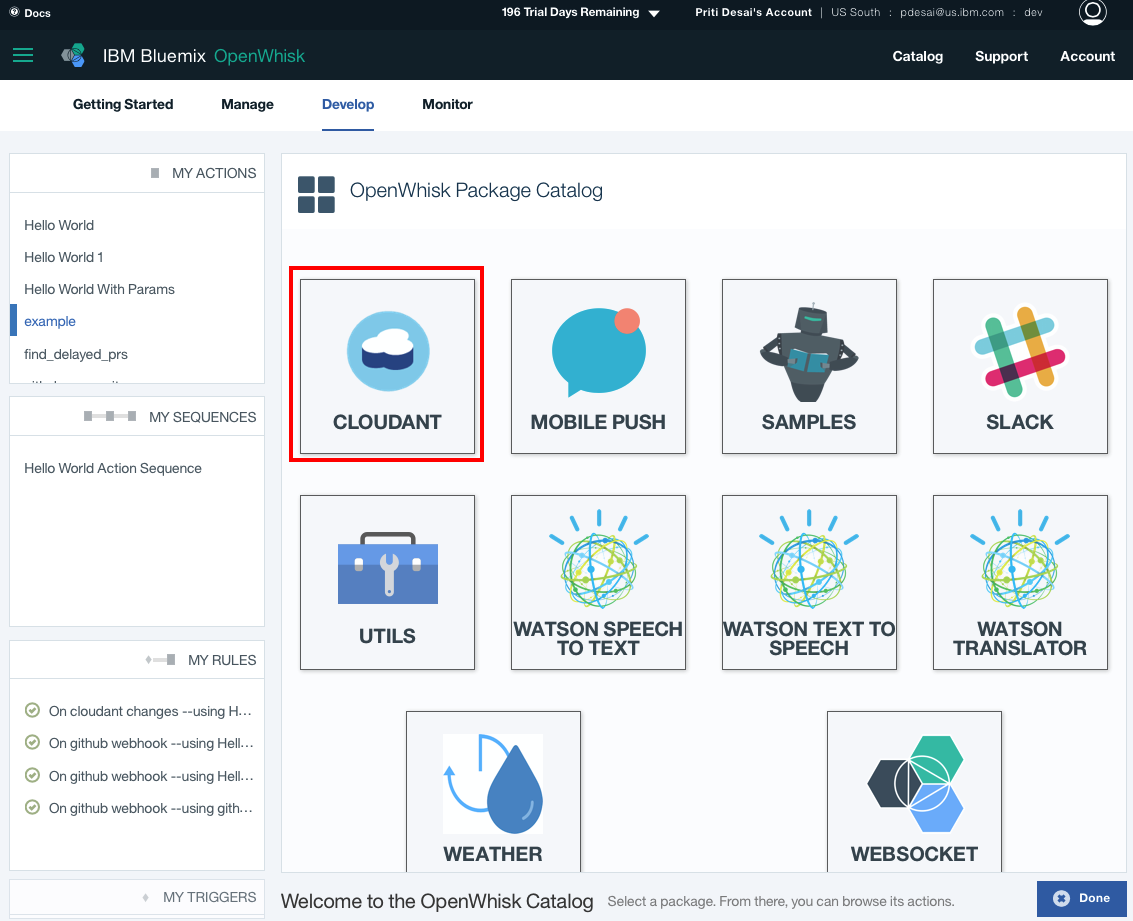 Docs
196 Trial Days Remaining
Priti Desai's Account | US South : pdesai@us.ibm.com : dev
IBM Bluemix OpenWhisk
Catalog
Support
Account
Getting Started
Manage
Develop
Monitor
MY ACTIONS
Hello World
Hello World 1
Hello World With Params
example
find_delayed_prs
MY SEQUENCES
Hello World Action Sequence
MY RULES
On cloudant changes --using H...
On github webhook --using Hell...
On github webhook --using Hell...
On github webhook --using gith...
MY TRIGGERS
OpenWhisk Package Catalog
CLOUDANT
MOBILE PUSH
SAMPLES
SLACK
UTILS
WATSON SPEECH
TO TEXT
WATSON TEXT TO
SPEECH
WATSON
TRANSLATOR
WEATHER
WEBSOCKET
Welcome to the OpenWhisk Catalog
Select a package. From there, you can browse its actions.
Done